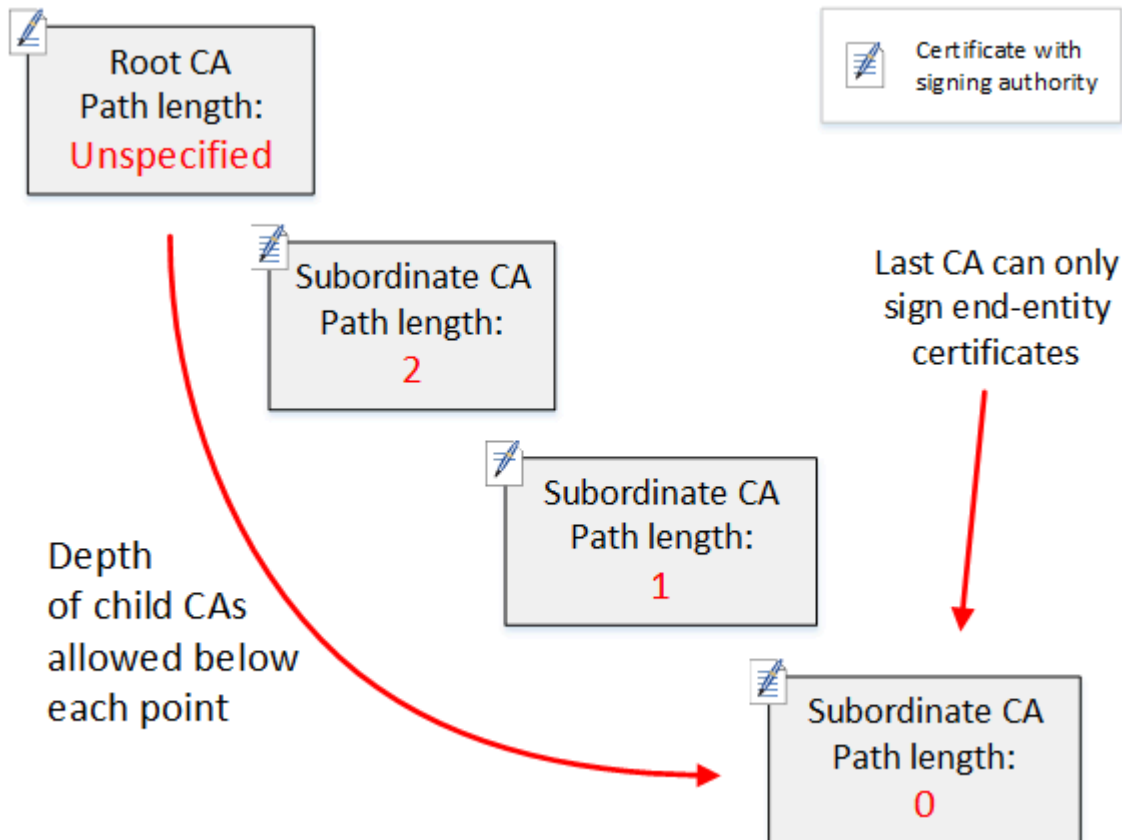 Root CA
Path length:
Unspecified
Certificate with
signing authority
Subordinate CA
Path length:
2
Last CA can only
sign end-entity
certificates
Subordinate CA
Path length:
1
Depth
of child CAs
allowed below
each point
Subordinate CA
Path length:
0